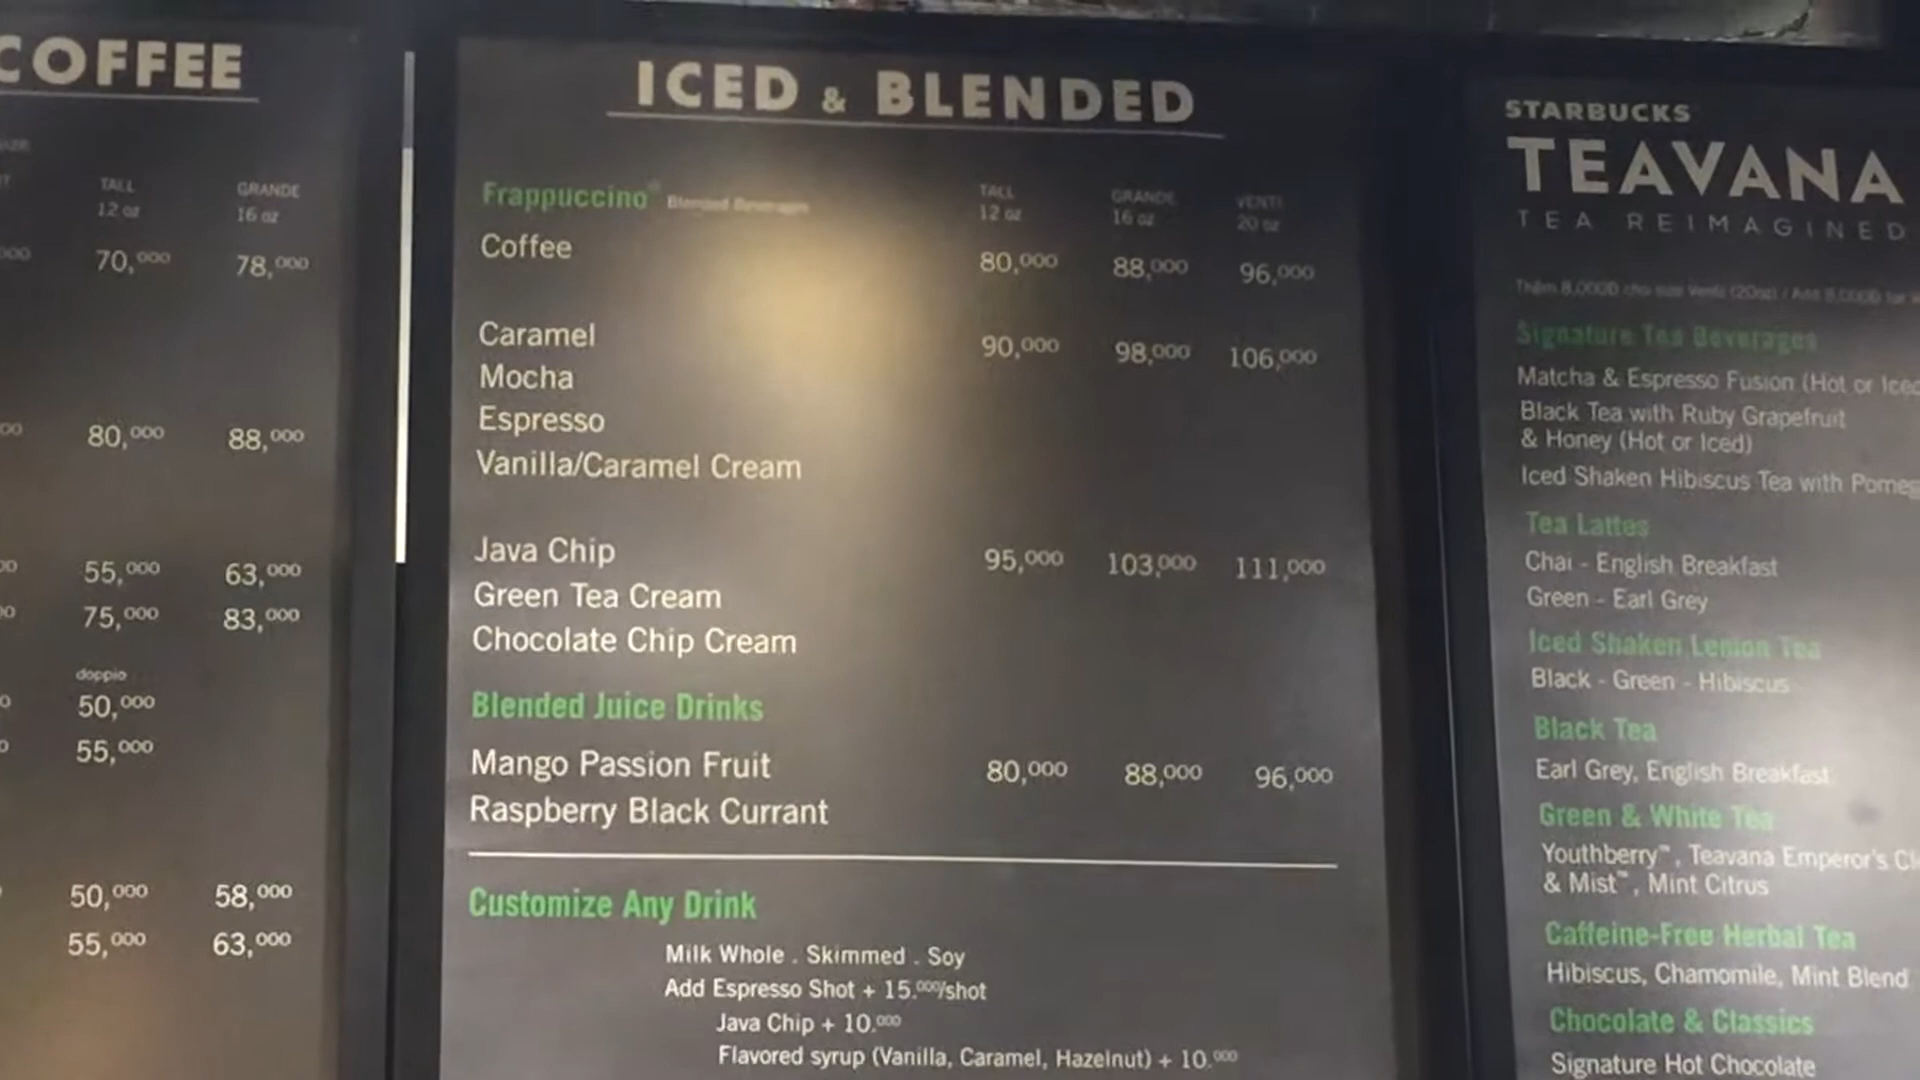 COFFEE
TALL GRANDE
12 oz 16 oz
70,000 78,000
80,000 88,000
55,000 63,000
75,000 83,000
doppio
50,000
55,000
50,000 58,000
55,000 63,000
ICED & BLENDED
Frappuccino® Blended Beverages TALL GRANDE VENTI
12 oz 16 oz 20 oz
Coffee 80,000 88,000 96,000
Caramel 90,000 98,000 106,000
Mocha
Espresso
Vanilla/Caramel Cream
Java Chip 95,000 103,000 111,000
Green Tea Cream
Chocolate Chip Cream
Blended Juice Drinks
Mango Passion Fruit 80,000 88,000 96,000
Raspberry Black Currant
Customize Any Drink
Milk Whole . Skimmed . Soy
Add Espresso Shot + 15.000/shot
Java Chip + 10.000
Flavored syrup (Vanilla, Caramel, Hazelnut) + 10.000
STARBUCKS
TEAVANA
TEA REIMAGINED
Signature Tea Beverages
Matcha & Espresso Fusion (Hot or Iced
Black Tea with Ruby Grapefruit
& Honey (Hot or Iced)
Iced Shaken Hibiscus Tea with
Tea Lattes
Chai - English Breakfast
Green - Earl Grey
Iced Shaken Lemon Tea
Black - Green - Hibiscus
Black Tea
Earl Grey, English Breakfast
Green & White Tea
Youthberry™, Teavana Emperor's
& Mist™, Mint Citrus
Caffeine-Free Herbal Tea
Hibiscus, Chamomile, Mint Blend
Chocolate & Classics
Signature Hot Chocolate